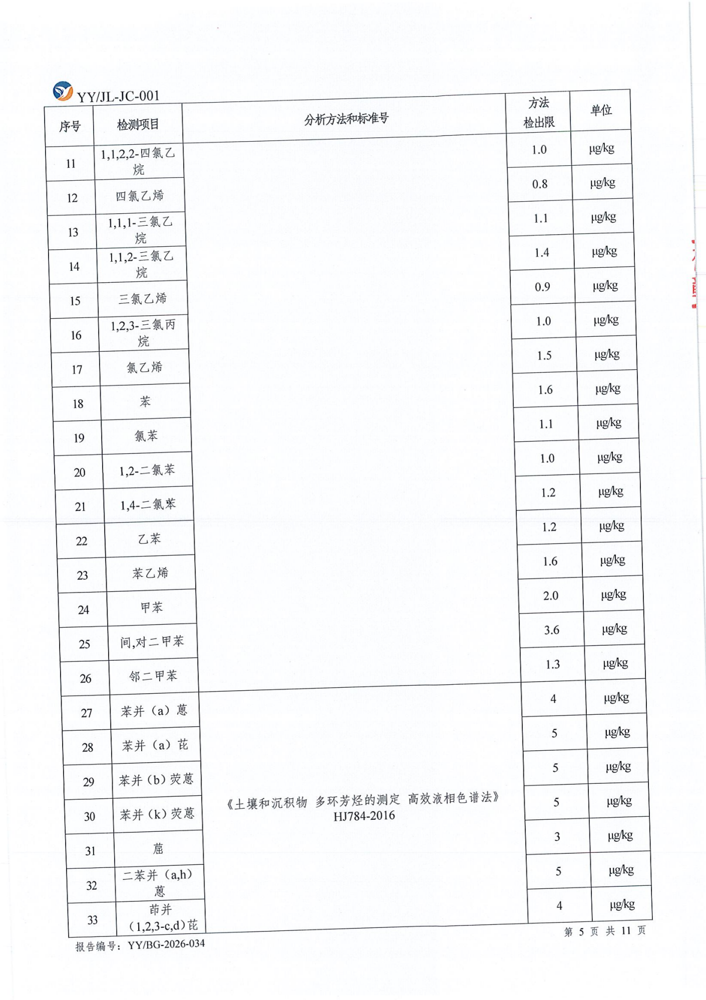 YY/JL-JC-001
序号 检测项目 分析方法和标准号 方法 检出限 单位
11 1,1,2,2-四氯乙 烷 1.0 μg/kg
12 四氯乙烯 0.8 μg/kg
13 1,1,1-三氯乙 烷 1.1 μg/kg
14 1,1,2-三氯乙 烷 1.4 μg/kg
15 三氯乙烯 0.9 μg/kg
16 1,2,3-三氯丙 烷 1.0 μg/kg
17 氯乙烯 1.5 μg/kg
18 苯 1.6 μg/kg
19 氯苯 1.1 μg/kg
20 1,2-二氯苯 1.0 μg/kg
21 1,4-二氯苯 1.2 μg/kg
22 乙苯 1.2 μg/kg
23 苯乙烯 1.6 μg/kg
24 甲苯 2.0 μg/kg
25 间,对二甲苯 3.6 μg/kg
26 邻二甲苯 1.3 μg/kg
27 苯并（a）蒽 4 μg/kg
28 苯并（a）芘 5 μg/kg
29 苯并（b）荧蒽 5 μg/kg
《土壤和沉积物 多环芳烃的测定 高效液相色谱法》
HJ784-2016
30 苯并（k）荧蒽 5 μg/kg
31 䓛 3 μg/kg
32 二苯并（a,h） 蒽 5 μg/kg
33 茚并 （1,2,3-c,d）芘 4 μg/kg
报告编号：YY/BG-2026-034
第 5 页 共 11 页